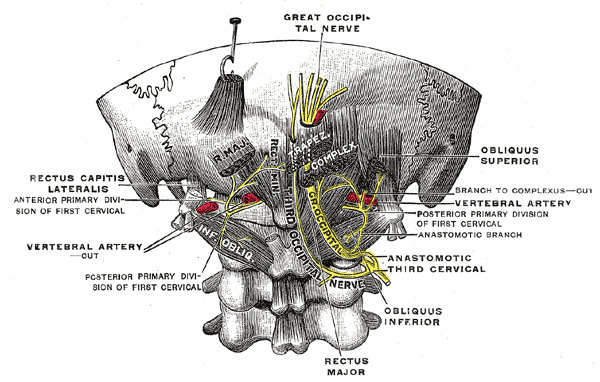 GREAT OCCIPI-
TAL NERVE
R.MAJ.
RECT. MIN.
TRAPEZ.
COMPLEX.
OBLIQUUS
SUPERIOR
RECTUS CAPITIS
LATERALIS
ANTERIOR PRIMARY DIVI-
SION OF FIRST CERVICAL
BRANCH TO COMPLEXUS—CUT
VERTEBRAL ARTERY
POSTERIOR PRIMARY DIVISION
OF FIRST CERVICAL
ANASTOMOTIC BRANCH
VERTEBRAL ARTERY
—CUT
INF. OBLIQ.
THIRD OCCIPITAL NERVE
GR. OCCIPITAL
ANASTOMOTIC
THIRD CERVICAL
POSTERIOR PRIMARY DIVI-
SION OF FIRST CERVICAL
OBLIQUUS
INFERIOR
RECTUS
MAJOR